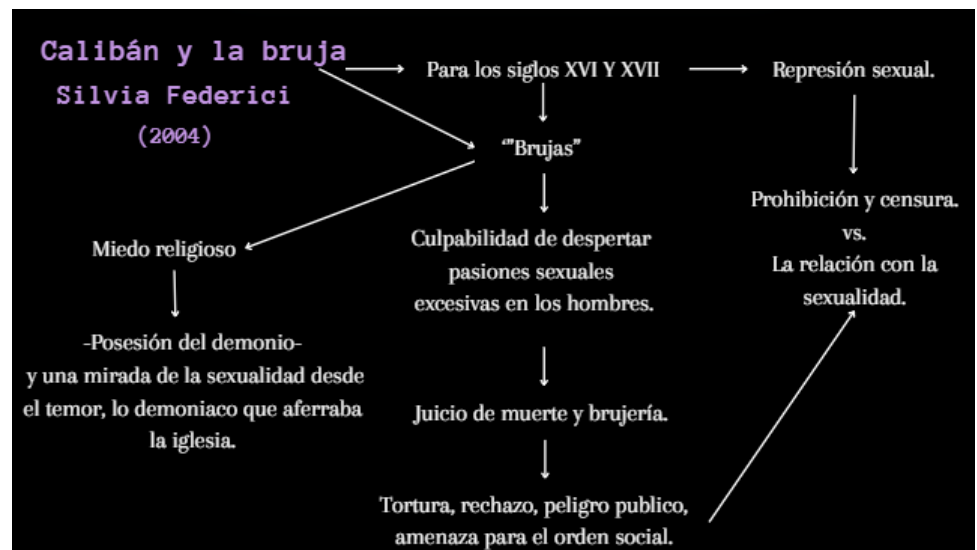 Calibán y la bruja
Silvia Federici
(2004)
Para los siglos XVI Y XVII
Represión sexual.
‘”Brujas”
Prohibición y censura.
vs.
La relación con la
sexualidad.
Miedo religioso
Culpabilidad de despertar
pasiones sexuales
excesivas en los hombres.
-Posesión del demonio-
y una mirada de la sexualidad desde
el temor, lo demoniaco que aferraba
la iglesia.
Juicio de muerte y brujería.
Tortura, rechazo, peligro publico,
amenaza para el orden social.